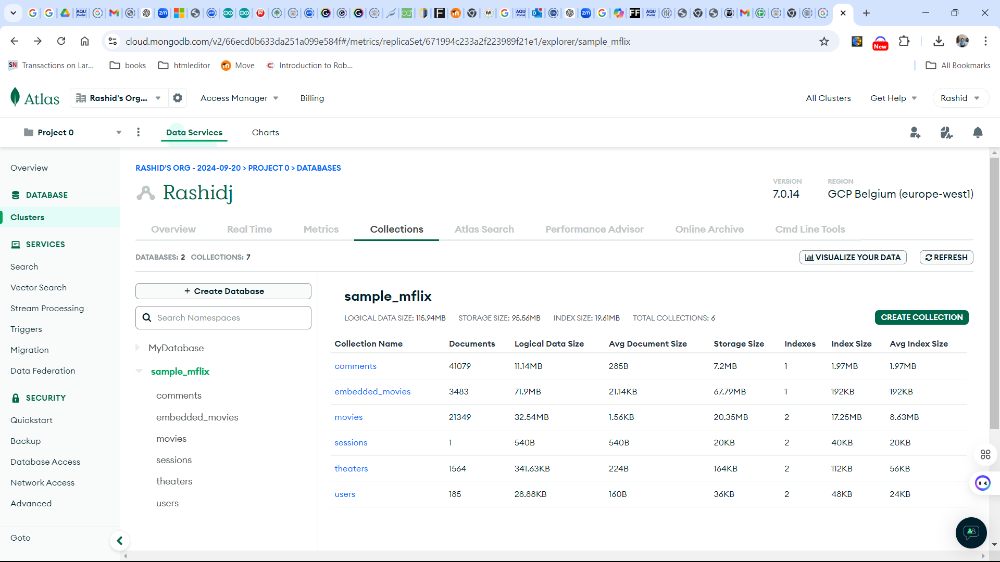 cloud.mongodb.com/v2/66ecd0b633da251a099e584f#/metrics/replicaSet/671994c233a2f223989f21e1/explorer/sample_mflix
New
Transactions on Lar...
books
htmleditor
Move
Introduction to Rob...
All Bookmarks
Atlas
Rashid's Org...
Access Manager
Billing
All Clusters
Get Help
Rashid
Project 0
Data Services
Charts
Overview
DATABASE
Clusters
SERVICES
Search
Vector Search
Stream Processing
Triggers
Migration
Data Federation
SECURITY
Quickstart
Backup
Database Access
Network Access
Advanced
Goto
RASHID'S ORG - 2024-09-20 > PROJECT 0 > DATABASES
Rashidj
VERSION
7.0.14
REGION
GCP Belgium (europe-west1)
Overview
Real Time
Metrics
Collections
Atlas Search
Performance Advisor
Online Archive
Cmd Line Tools
DATABASES: 2 COLLECTIONS: 7
VISUALIZE YOUR DATA
REFRESH
+ Create Database
Search Namespaces
MyDatabase
sample_mflix
comments
embedded_movies
movies
sessions
theaters
users
sample_mflix
LOGICAL DATA SIZE: 115.94MB STORAGE SIZE: 95.56MB INDEX SIZE: 19.61MB TOTAL COLLECTIONS: 6
CREATE COLLECTION
Collection Name Documents Logical Data Size Avg Document Size Storage Size Indexes Index Size Avg Index Size
comments 41079 11.14MB 285B 7.2MB 1 1.97MB 1.97MB
embedded_movies 3483 71.9MB 21.14KB 67.79MB 1 192KB 192KB
movies 21349 32.54MB 1.56KB 20.35MB 2 17.25MB 8.63MB
sessions 1 540B 540B 20KB 2 40KB 20KB
theaters 1564 341.63KB 224B 164KB 2 112KB 56KB
users 185 28.88KB 160B 36KB 2 48KB 24KB